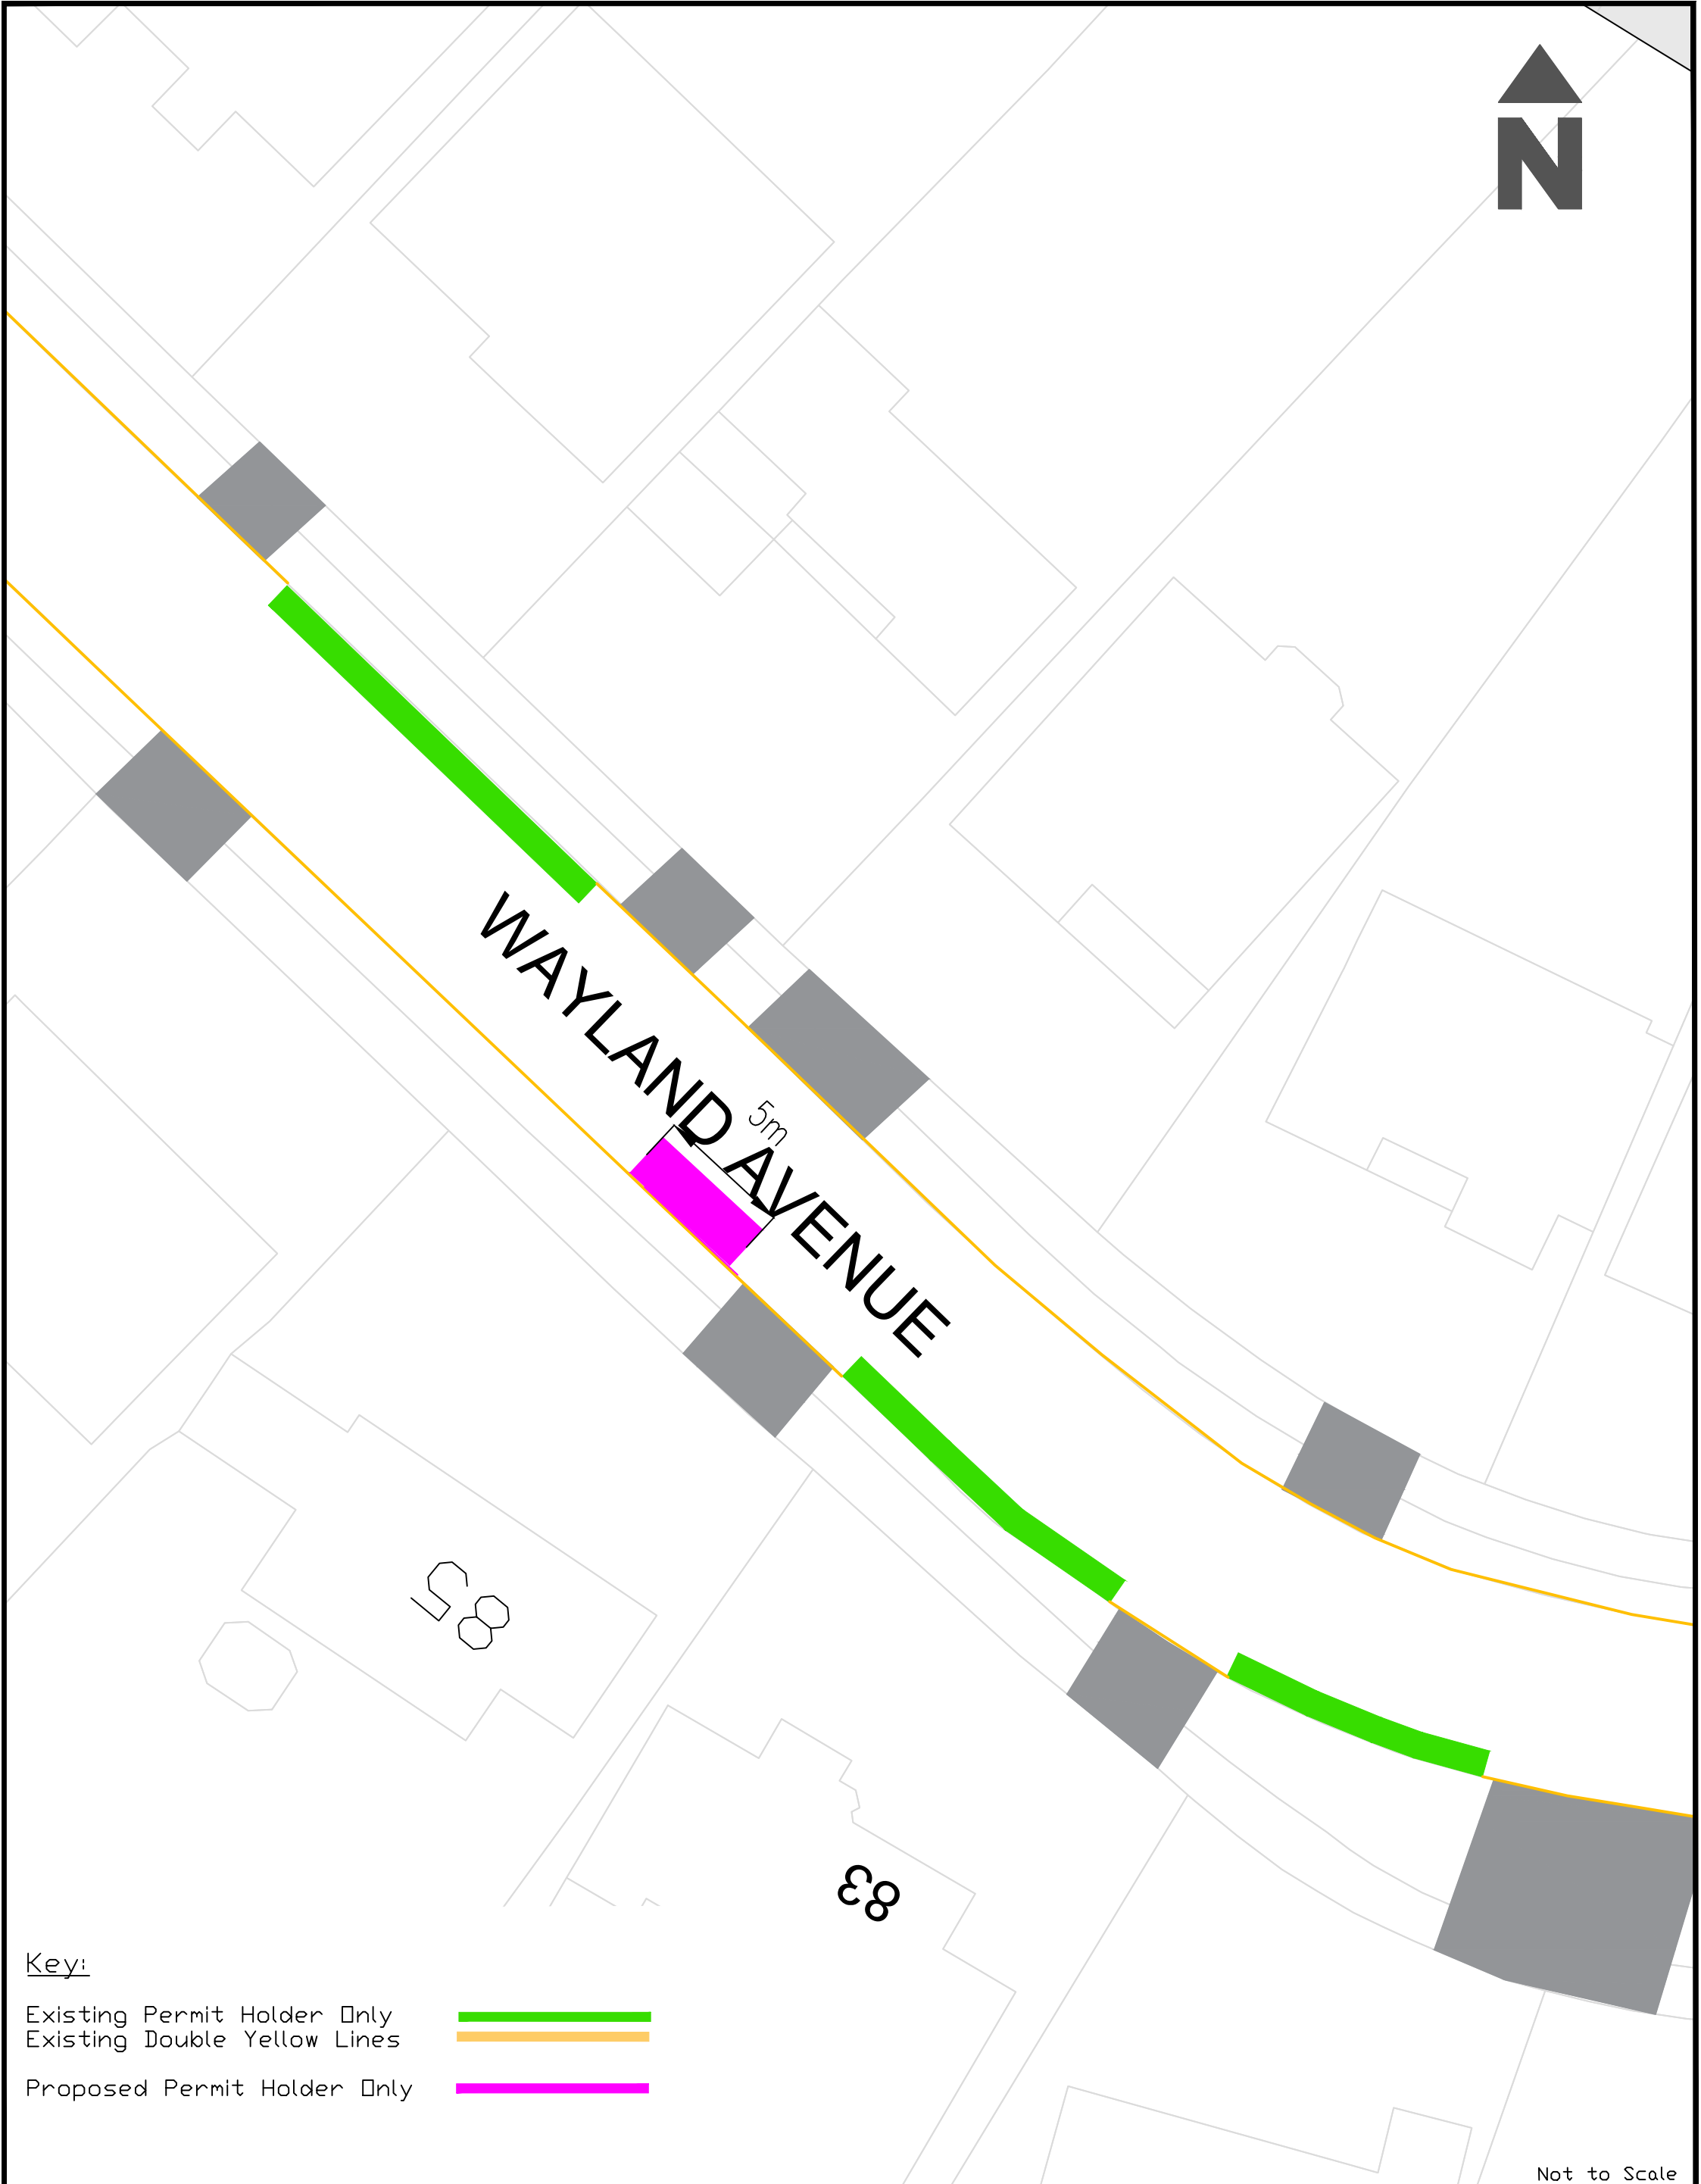 N
WAYLAND AVENUE
5m
85
83
Key:
Existing Permit Holder Only
Existing Double Yellow Lines
Proposed Permit Holder Only
Not to Scale